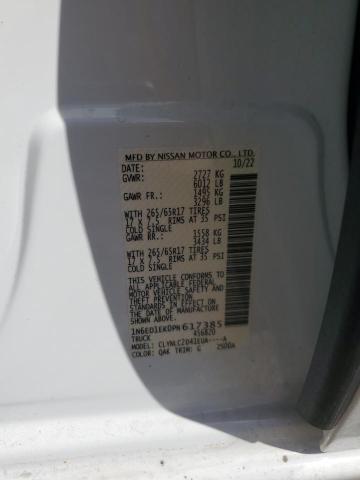 MFD BY NISSAN MOTOR CO., LTD.
DATE: 10/22
GVWR: 2727 KG
6012 LB
GAWR FR.: 1495 KG
3296 LB
WITH 265/65R17 TIRES
17 X 7.5 RIMS AT 35 PSI
COLD SINGLE
GAWR RR.: 1558 KG
3434 LB
WITH 265/65R17 TIRES
17 X 7.5 RIMS AT 35 PSI
COLD SINGLE
THIS VEHICLE CONFORMS TO ALL
APPLICABLE FEDERAL MOTOR
VEHICLE SAFETY STANDARDS IN
EFFECT ON THE DATE OF
MANUFACTURE SHOWN ABOVE.
1N6ED1EK0PN617385
TRUCK 456820
MODEL: CLYNLC2041EUA----A
COLOR: QAK TRIM: G 2500A